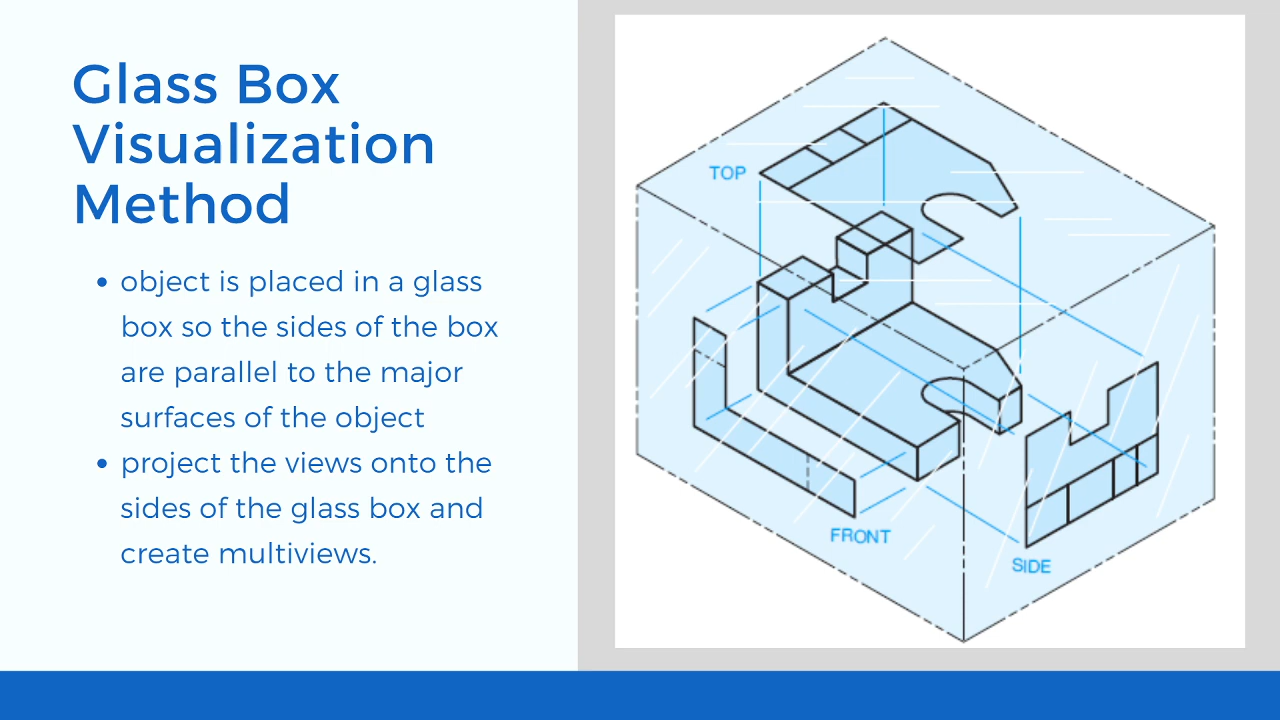 Glass Box
Visualization
Method
• object is placed in a glass
box so the sides of the box
are parallel to the major
surfaces of the object
• project the views onto the
sides of the glass box and
create multiviews.
TOP
FRONT
SIDE